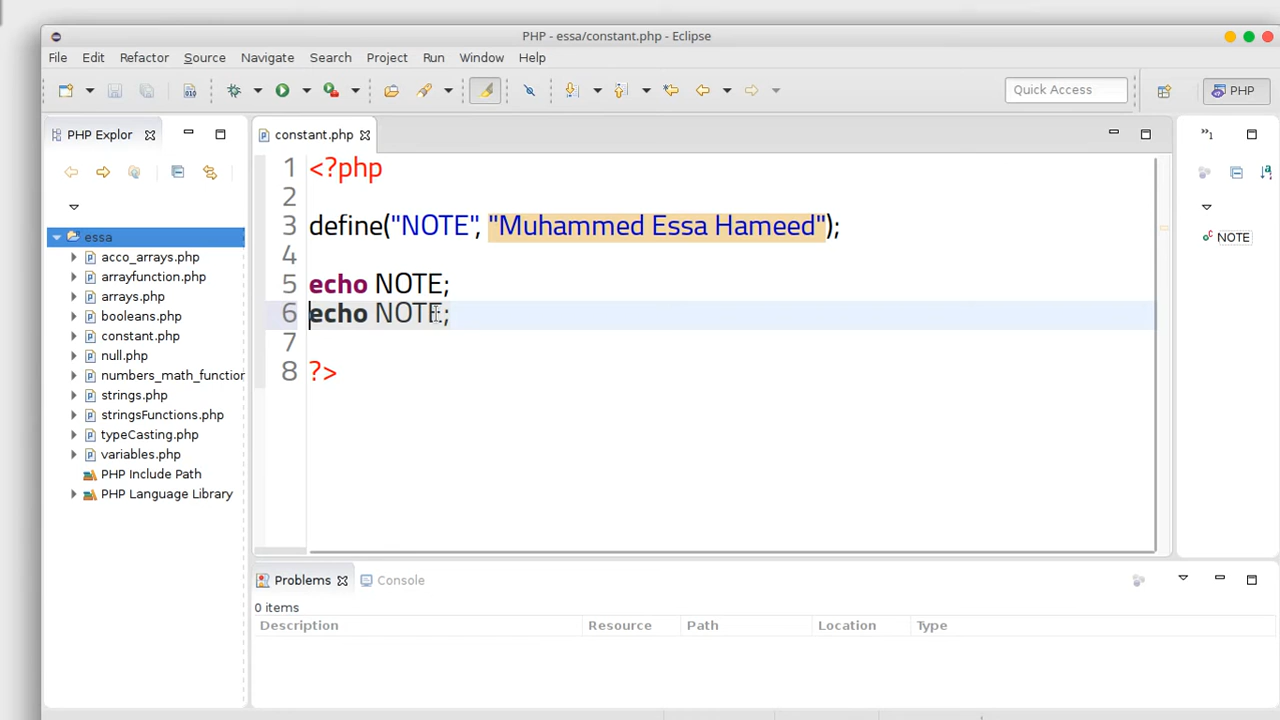 PHP - essa/constant.php - Eclipse
File Edit Refactor Source Navigate Search Project Run Window Help
Quick Access PHP
PHP Explor
constant.php
1 <?php
2
3 define("NOTE", "Muhammed Essa Hameed");
4
5 echo NOTE;
6 echo NOTE;
7
8 ?>
essa
acco_arrays.php
arrayfunction.php
arrays.php
booleans.php
constant.php
null.php
numbers_math_function
strings.php
stringsFunctions.php
typeCasting.php
variables.php
PHP Include Path
PHP Language Library
NOTE
Problems Console
0 items
Description Resource Path Location Type